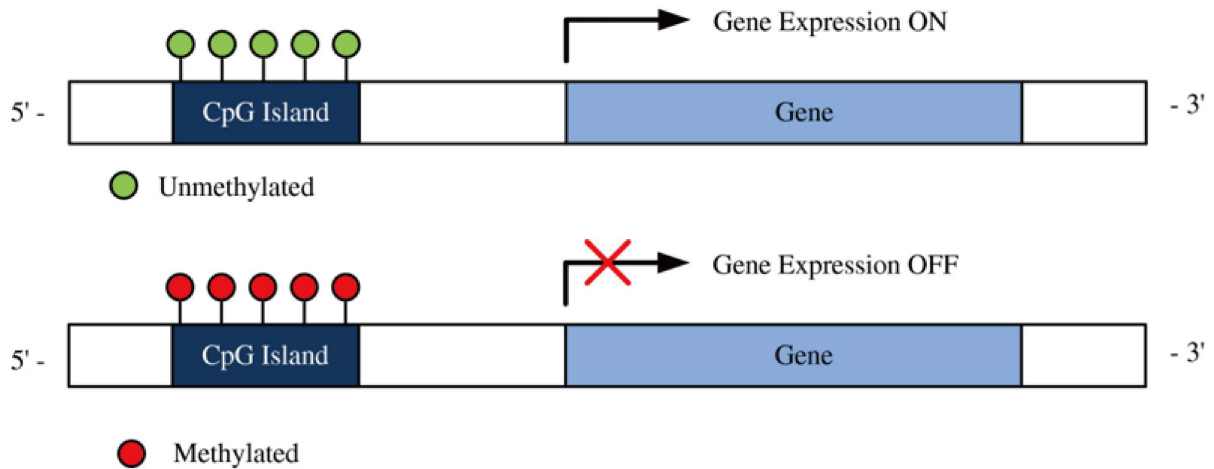 Gene Expression ON
5' -
CpG Island
Gene
- 3'
Unmethylated
Gene Expression OFF
5' -
CpG Island
Gene
- 3'
Methylated